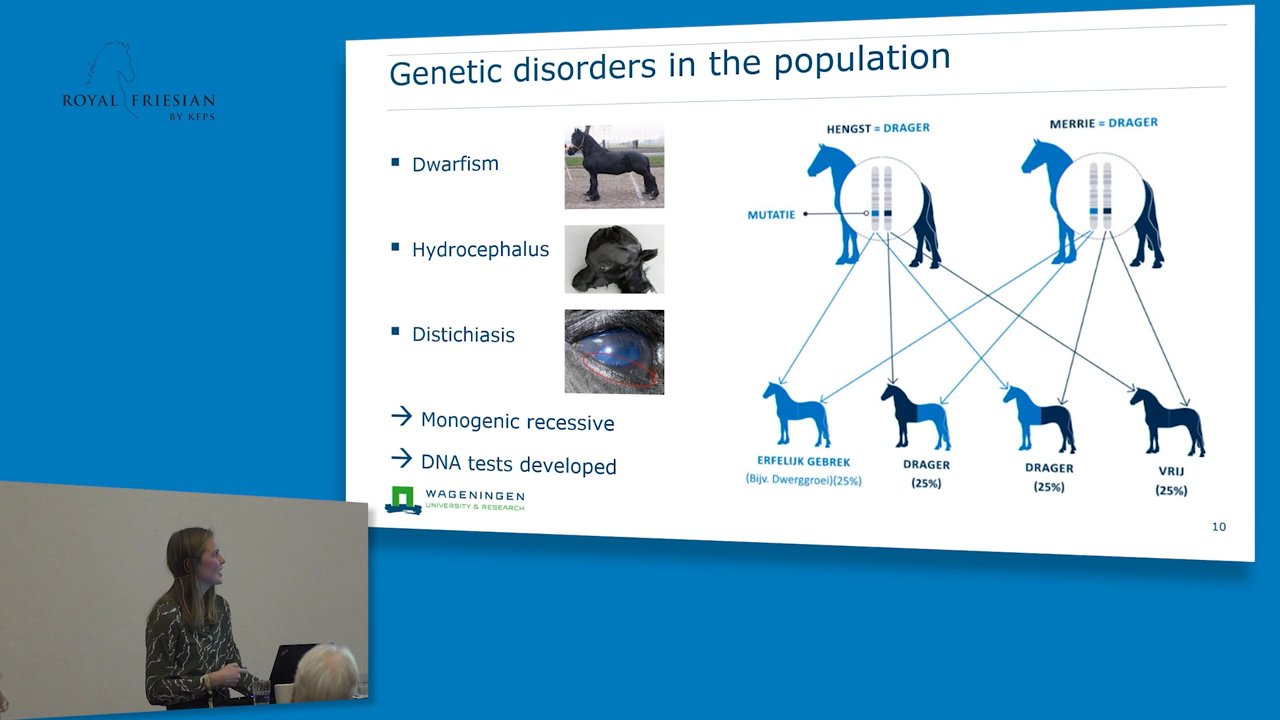 ROYAL FRIESIAN
BY KFPS
Genetic disorders in the population
Dwarfism
Hydrocephalus
Distichiasis
Monogenic recessive
DNA tests developed
WAGENINGEN
UNIVERSITY & RESEARCH
HENGST = DRAGER
MERRIE = DRAGER
MUTATIE
ERFELIJK GEBREK
(Bijv. Dwerggroei)(25%)
DRAGER
(25%)
DRAGER
(25%)
VRIJ
(25%)
10